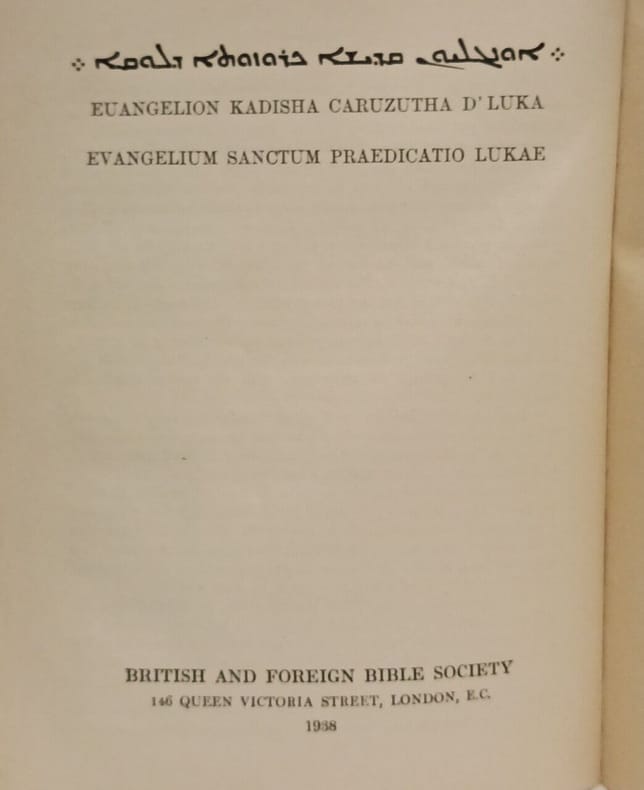 ܀ ܐܘܢܓܠܝܘܢ ܩܕܝܫܐ ܟܪܘܙܘܬܐ ܕܠܘܩܐ ܀
EUANGELION KADISHA CARUZUTHA D' LUKA
EVANGELIUM SANCTUM PRAEDICATIO LUKAE
BRITISH AND FOREIGN BIBLE SOCIETY
146 QUEEN VICTORIA STREET, LONDON, E.C.
1938